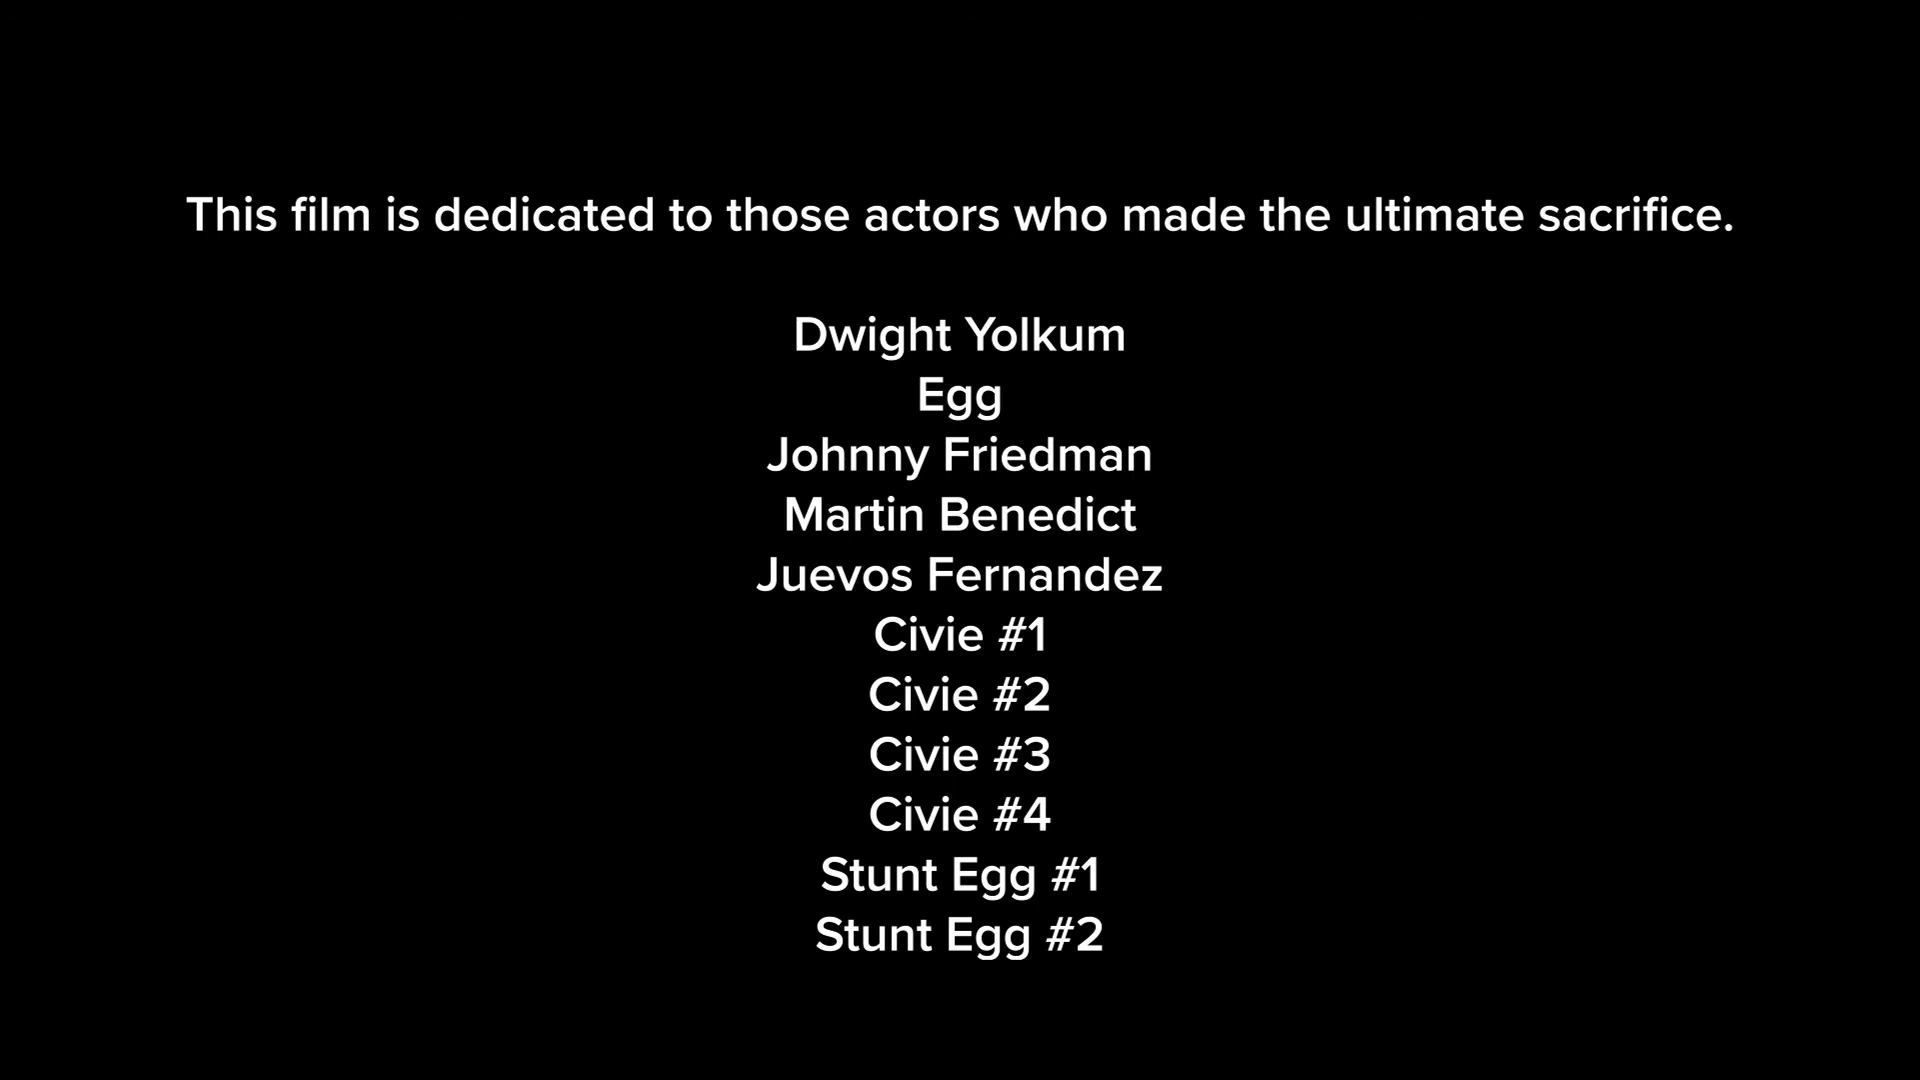 This film is dedicated to those actors who made the ultimate sacrifice.
Dwight Yolkum
Egg
Johnny Friedman
Martin Benedict
Juevos Fernandez
Civie #1
Civie #2
Civie #3
Civie #4
Stunt Egg #1
Stunt Egg #2